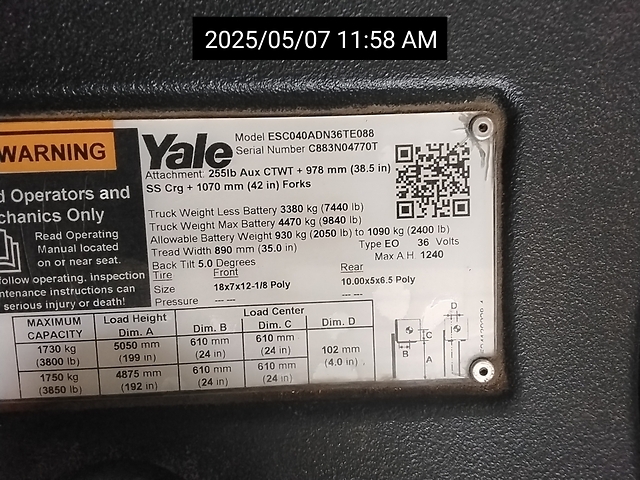 2025/05/07 11:58 AM
WARNING
d Operators and
chanics Only
Read Operating
Manual located
on or near seat.
follow operating, inspection
ntenance instructions can
serious injury or death!
Yale
Model ESC040ADN36TE088
Serial Number C883N04770T
Attachment: 255lb Aux CTWT + 978 mm (38.5 in)
SS Crg + 1070 mm (42 in) Forks
Truck Weight Less Battery 3380 kg (7440 lb)
Truck Weight Max Battery 4470 kg (9840 lb)
Allowable Battery Weight 930 kg (2050 lb) to 1090 kg (2400 lb)
Tread Width 890 mm (35.0 in) Type EO 36 Volts
Back Tilt 5.0 Degrees Max A H 1240
Tire Front Rear
Size 18x7x12-1/8 Poly 10.00x5x6.5 Poly
Pressure --- ---
MAXIMUM CAPACITY Load Height Dim. A Load Center Dim. B Dim. C Dim. D
1730 kg (3800 lb) 5050 mm (199 in) 610 mm (24 in) 610 mm (24 in) 102 mm (4.0 in)
1750 kg (3850 lb) 4875 mm (192 in) 610 mm (24 in) 610 mm (24 in)
D
C
B
A